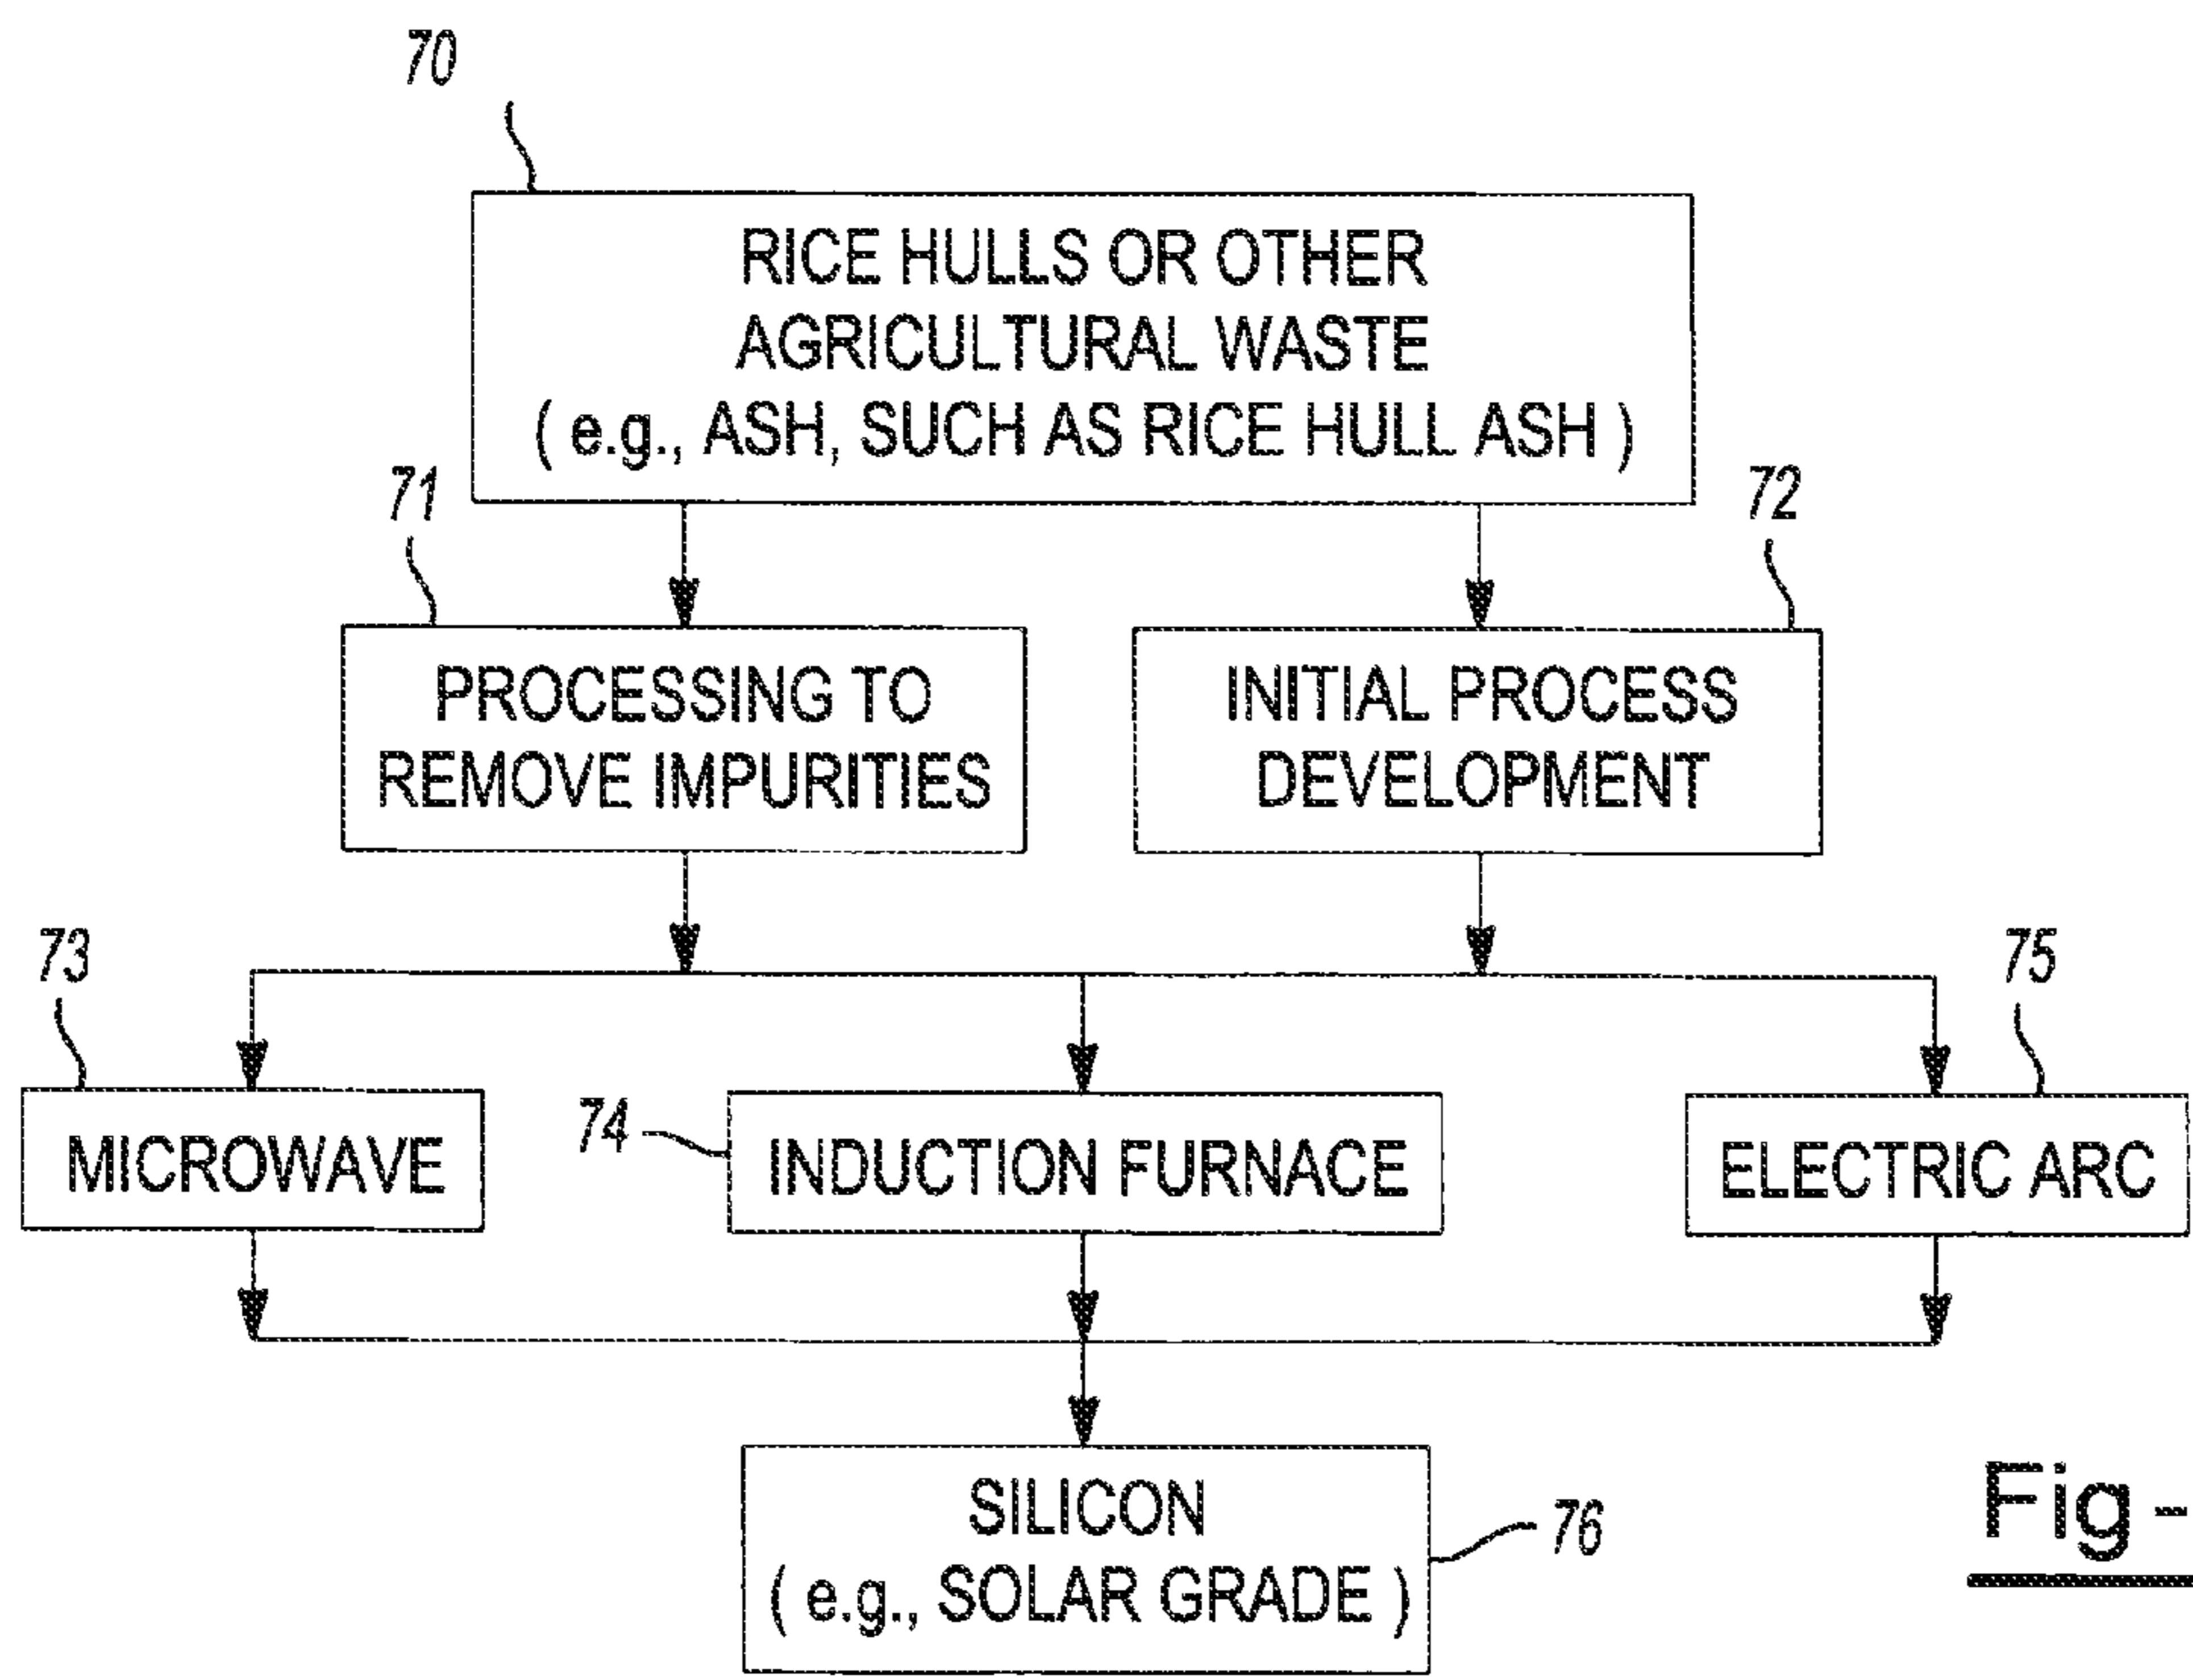 70
RICE HULLS OR OTHER
AGRICULTURAL WASTE
( e.g., ASH, SUCH AS RICE HULL ASH )
71
72
PROCESSING TO
REMOVE IMPURITIES
INITIAL PROCESS
DEVELOPMENT
73
75
MICROWAVE
74
INDUCTION FURNACE
ELECTRIC ARC
SILICON
( e.g., SOLAR GRADE )
76
Fig -